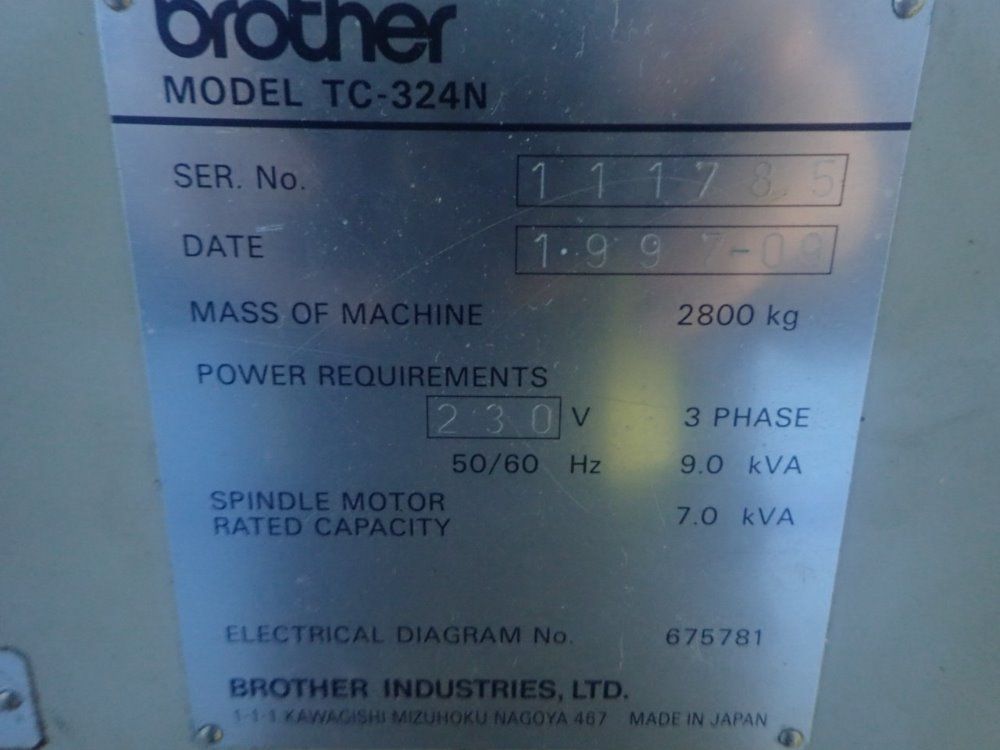 brother
MODEL TC-324N
SER. No. 111785
DATE 1·997-09
MASS OF MACHINE 2800 kg
POWER REQUIREMENTS
230 V 3 PHASE
50/60 Hz 9.0 kVA
SPINDLE MOTOR
RATED CAPACITY 7.0 kVA
ELECTRICAL DIAGRAM No. 675781
BROTHER INDUSTRIES, LTD.
1-1-1 KAWAGISHI MIZUHOKU NAGOYA 467 MADE IN JAPAN